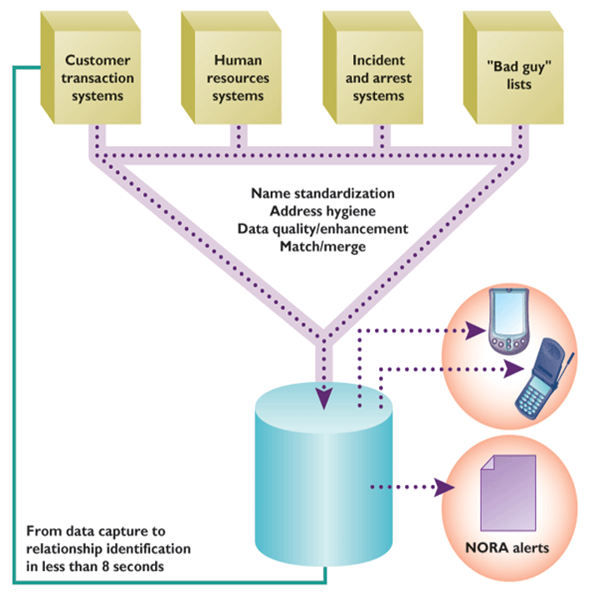 Customer
transaction
systems
Human
resources
systems
Incident
and arrest
systems
"Bad guy"
lists
Name standardization
Address hygiene
Data quality/enhancement
Match/merge
NORA alerts
From data capture to
relationship identification
in less than 8 seconds